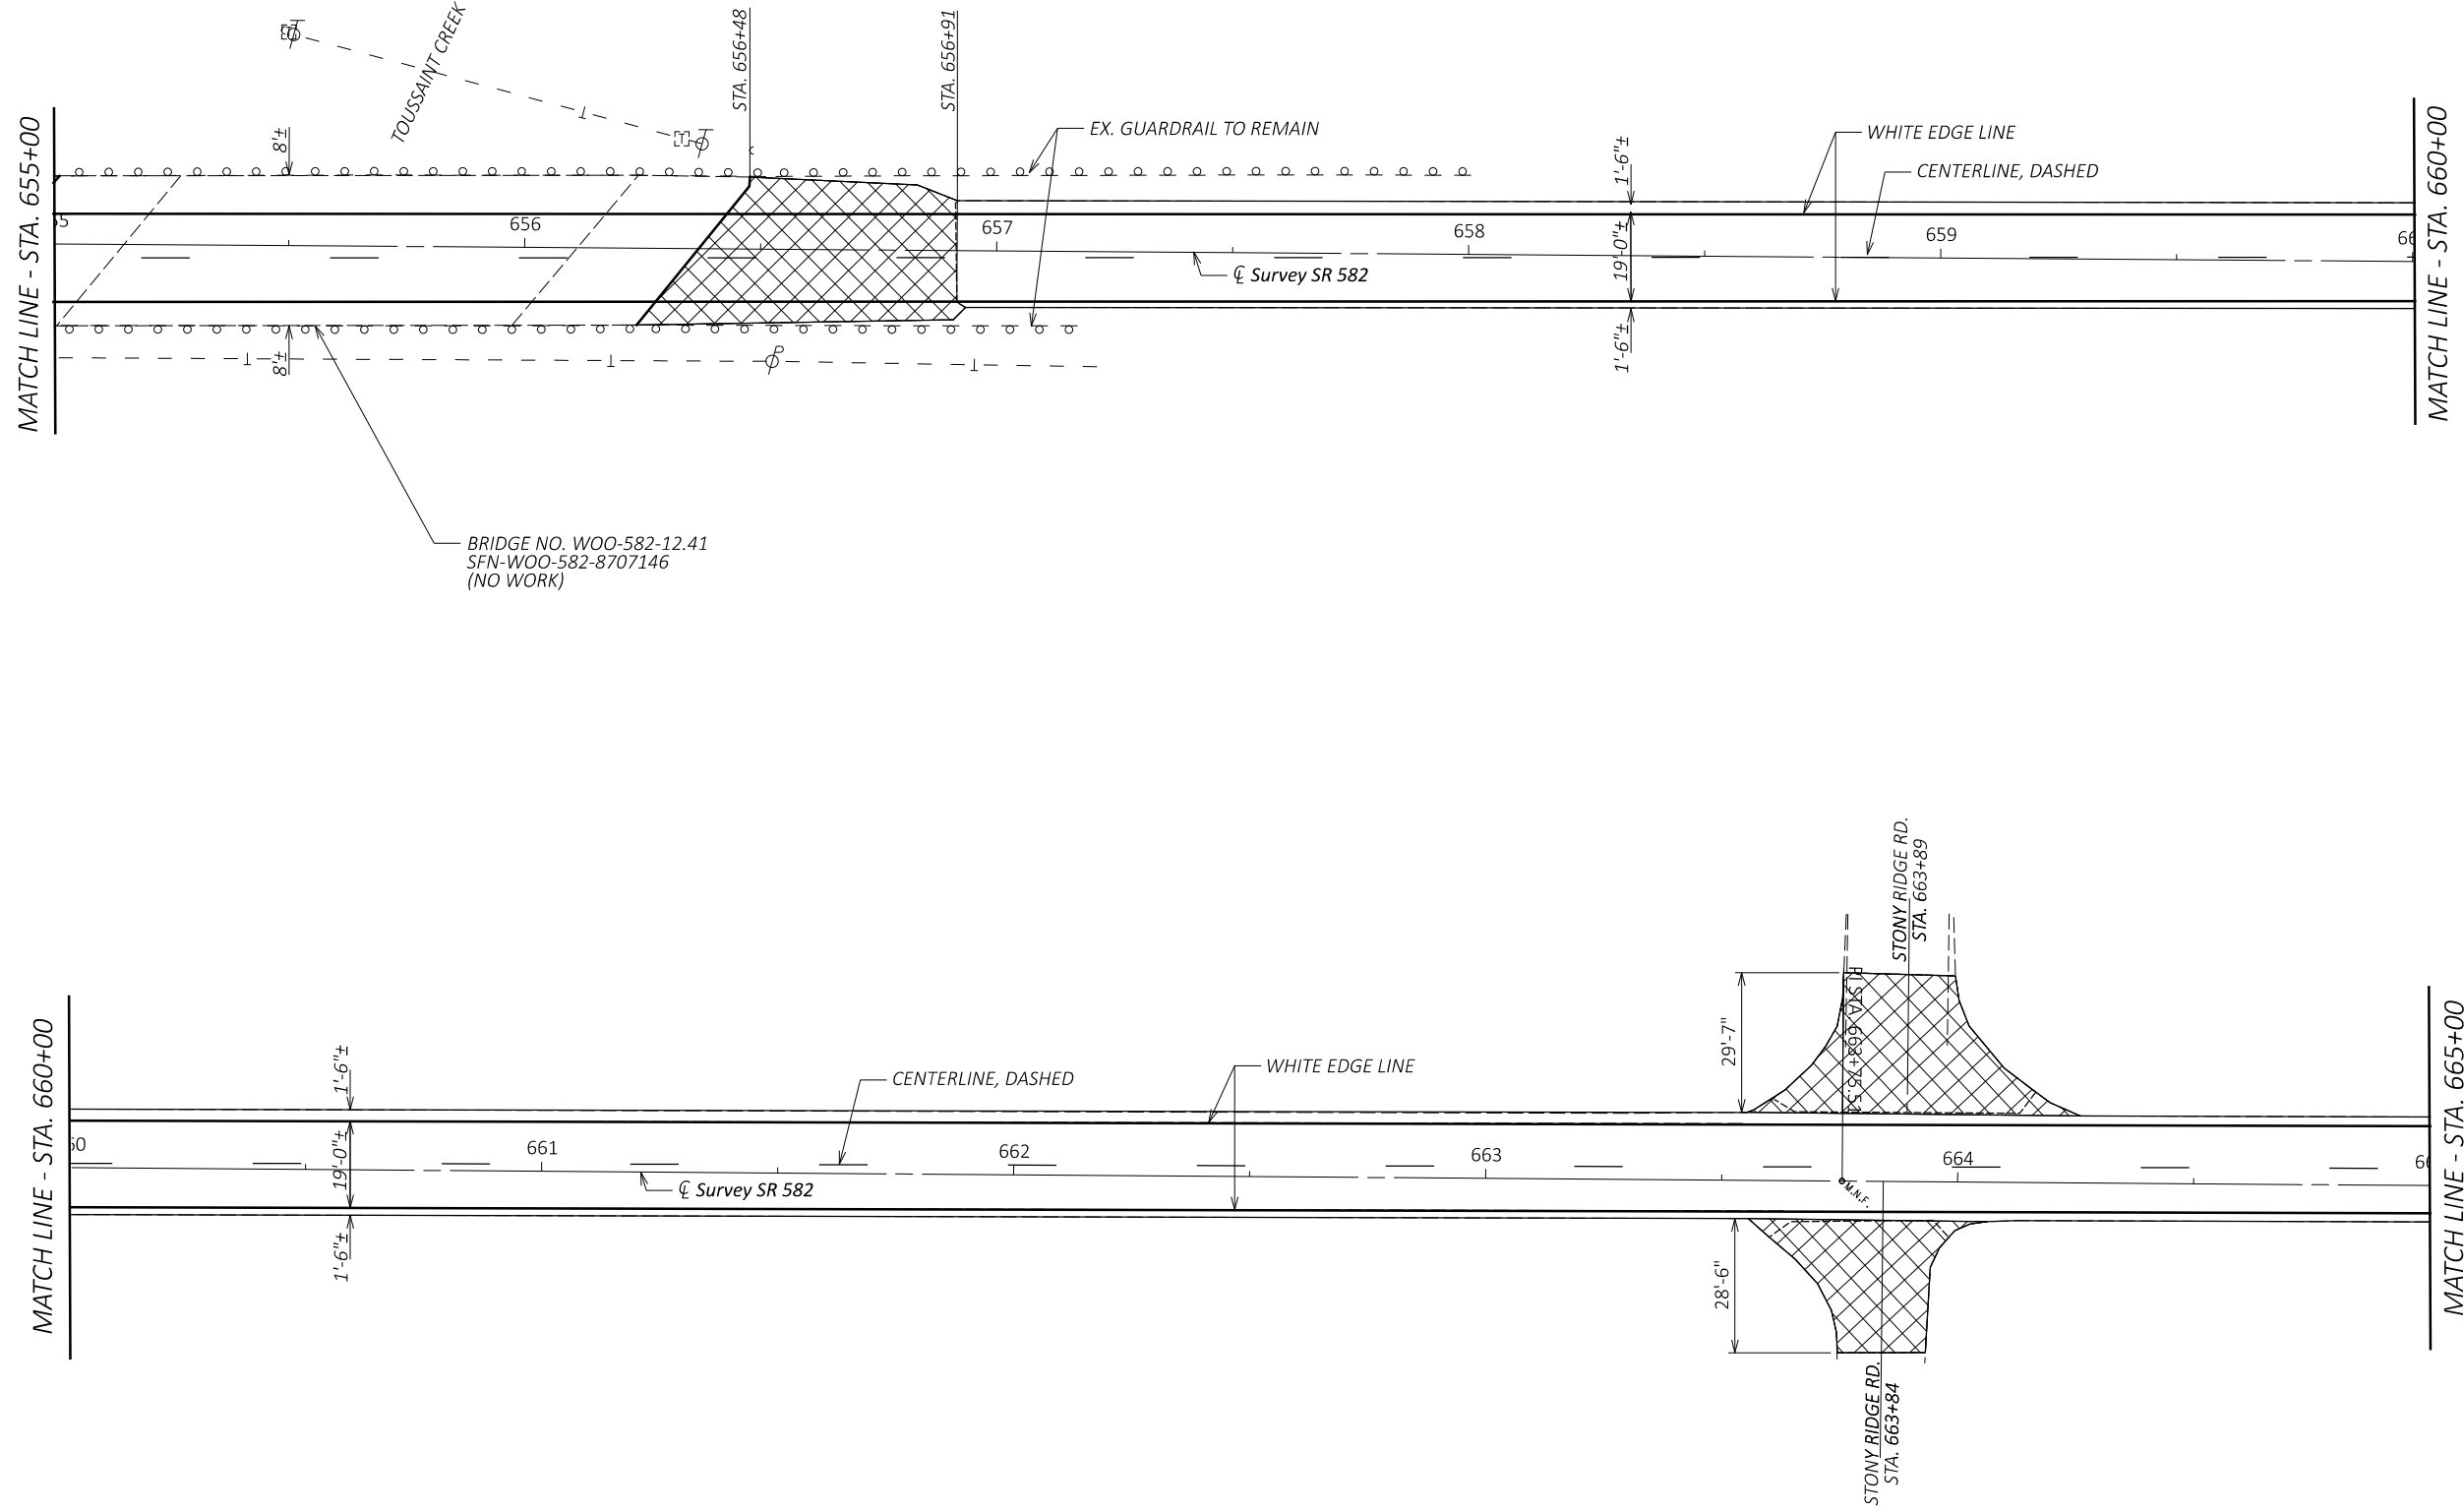 MATCH LINE - STA. 655+00
TOUSSAINT CREEK
T
T
8'±
STA. 656+48
STA. 656+91
EX. GUARDRAIL TO REMAIN
1'-6"±
WHITE EDGE LINE
CENTERLINE, DASHED
MATCH LINE - STA. 660+00
656
657
658
659
19'-0"±
℄ Survey SR 582
8'±
P
1'-6"±
BRIDGE NO. WOO-582-12.41
SFN-WOO-582-8707146
(NO WORK)
MATCH LINE - STA. 660+00
1'-6"±
CENTERLINE, DASHED
WHITE EDGE LINE
29'-7"
PI STA. 663+75.51
STONY RIDGE RD.
STA. 663+89
MATCH LINE - STA. 665+00
661
662
663
664
19'-0"±
℄ Survey SR 582
M.N.F.
1'-6"±
28'-6"
STONY RIDGE RD.
STA. 663+84